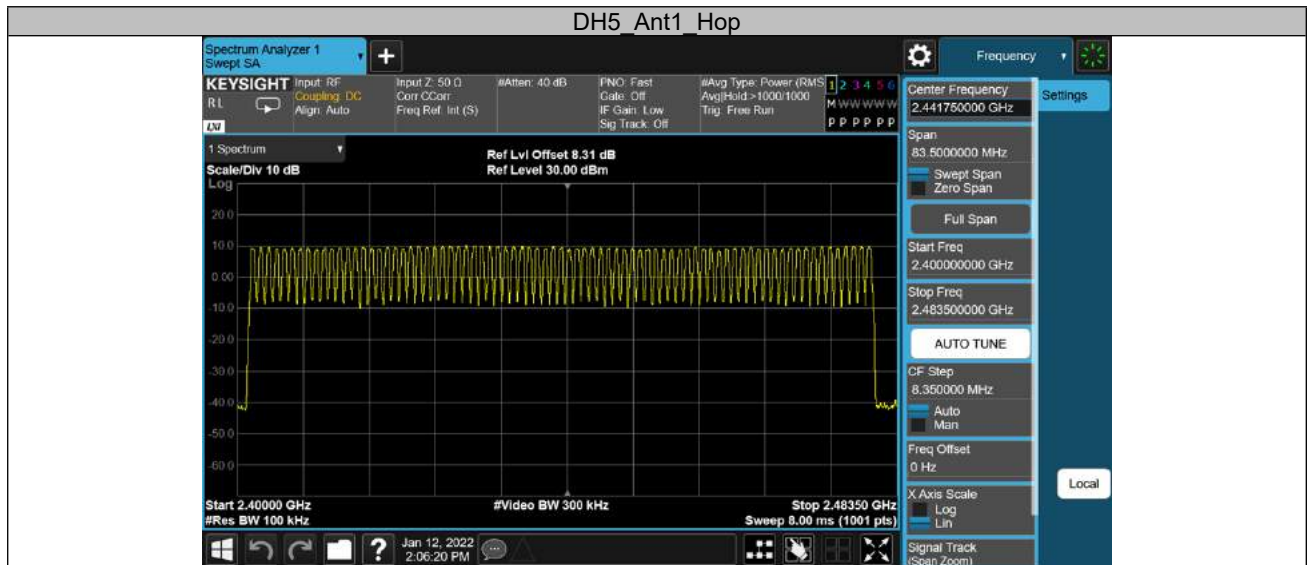 DH5_Ant1_Hop
Spectrum Analyzer 1
Swept SA
+
Frequency
KEYSIGHT
RL
LXI
Input: RF
Coupling: DC
Align: Auto
Input Z: 50 Ω
Corr CCorr
Freq Ref: Int (S)
#Atten: 40 dB
PNO: Fast
Gate: Off
IF Gain: Low
Sig Track: Off
#Avg Type: Power (RMS
Avg|Hold:>1000/1000
Trig: Free Run
1 2 3 4 5 6
M W W W W W
P P P P P P
1 Spectrum
Scale/Div 10 dB
Log
Ref Lvl Offset 8.31 dB
Ref Level 30.00 dBm
20.0
10.0
0.00
-10.0
-20.0
-30.0
-40.0
-50.0
-60.0
Start 2.40000 GHz
#Res BW 100 kHz
#Video BW 300 kHz
Stop 2.48350 GHz
Sweep 8.00 ms (1001 pts)
Center Frequency
2.441750000 GHz
Settings
Span
83.5000000 MHz
Swept Span
Zero Span
Full Span
Start Freq
2.400000000 GHz
Stop Freq
2.483500000 GHz
AUTO TUNE
CF Step
8.350000 MHz
Auto
Man
Freq Offset
0 Hz
X Axis Scale
Log
Lin
Local
Signal Track
(Span Zoom)
?
Jan 12, 2022
2:06:20 PM